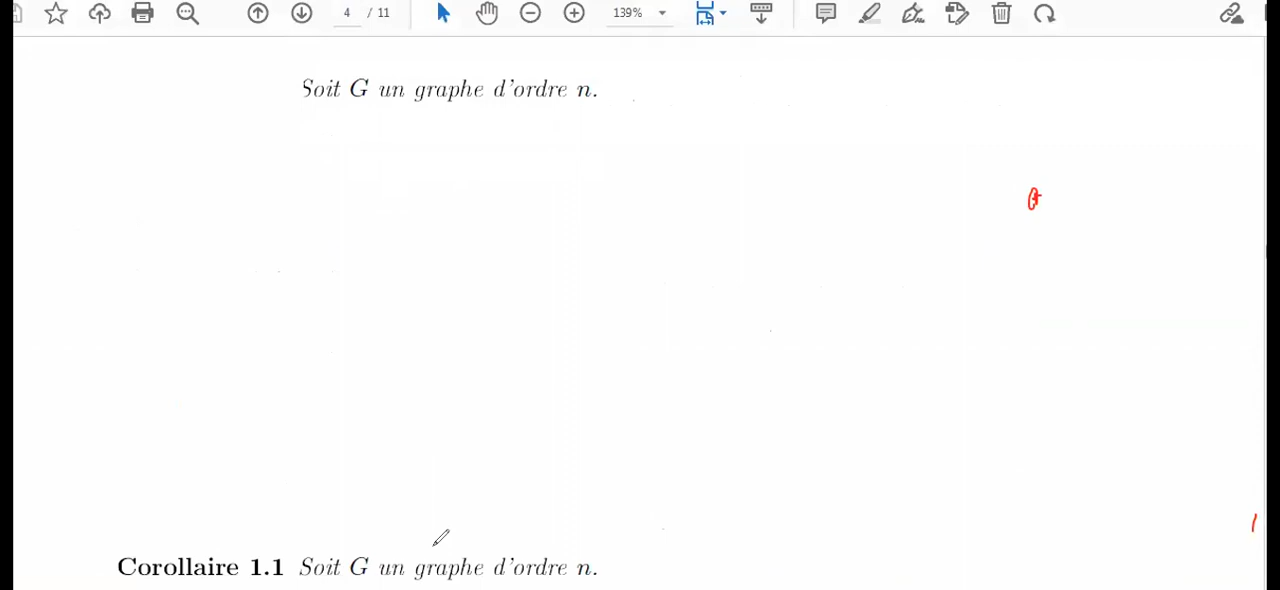 4 / 11
139%
Soit G un graphe d'ordre n.
Corollaire 1.1 Soit G un graphe d'ordre n.